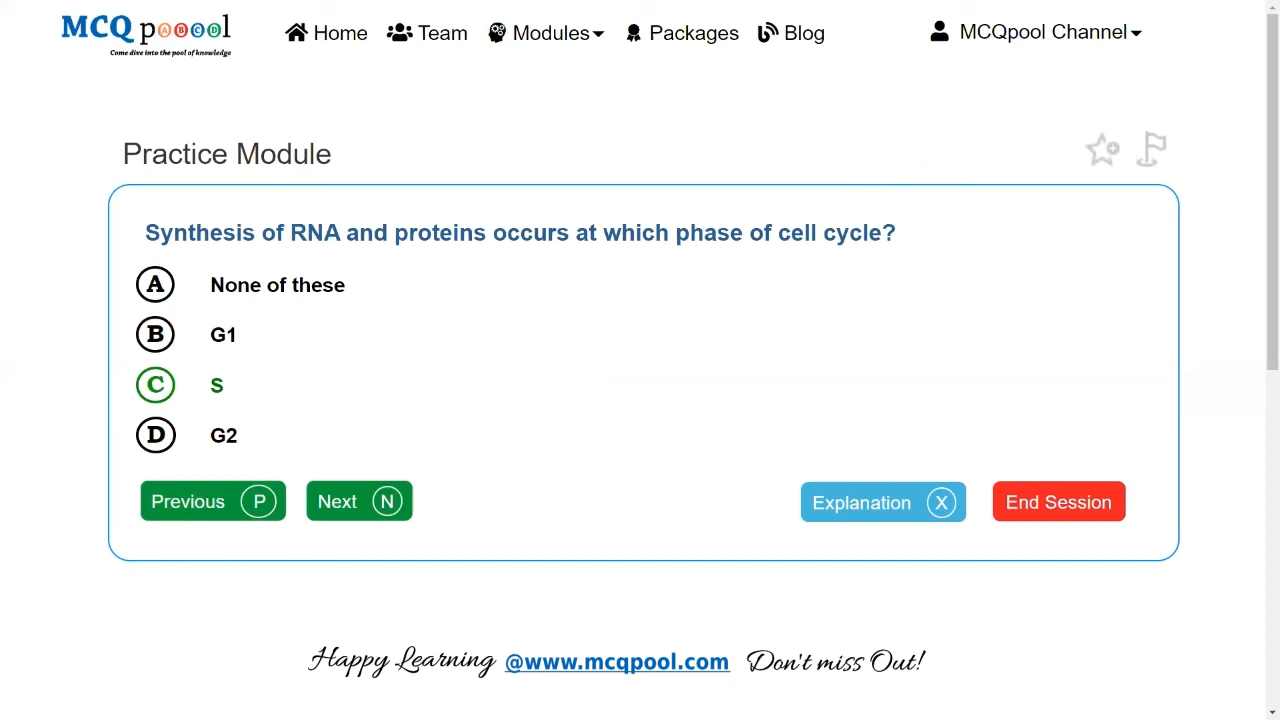 MCQ pABCDl
Come dive into the pool of knowledge
Home Team Modules Packages Blog MCQpool Channel
Practice Module
Synthesis of RNA and proteins occurs at which phase of cell cycle?
A None of these
B G1
C S
D G2
Previous P Next N Explanation X End Session
Happy Learning @www.mcqpool.com Don't miss Out!